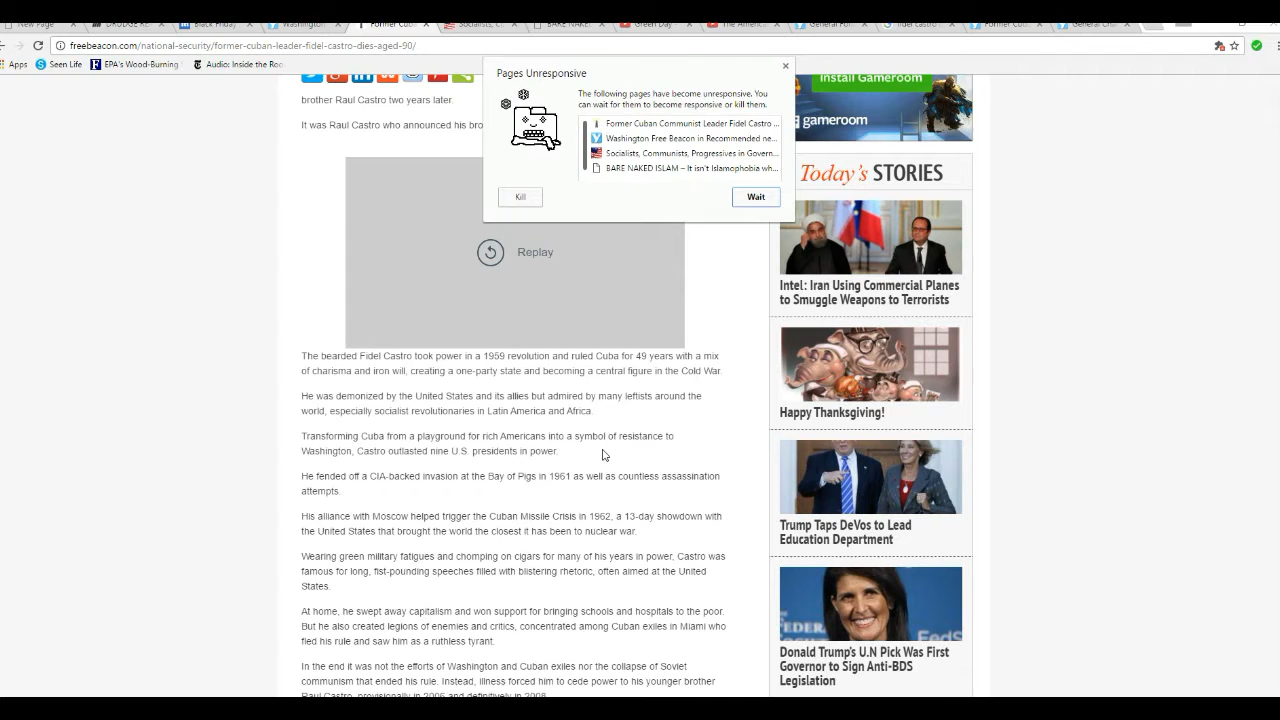 New Page
DRUDGE RE
Black Friday
Washington
Former Cub
Socialists, C
BARE NAKED
Green Day -
The America
General For
fidel castro
Former Cub
General Cha
freebeacon.com/national-security/former-cuban-leader-fidel-castro-dies-aged-90/
Apps
Seen Life
EPA's Wood-Burning
Audio: Inside the Roo
brother Raul Castro two years later.
It was Raul Castro who announced his bro
Pages Unresponsive
The following pages have become unresponsive. You
can wait for them to become responsive or kill them.
Former Cuban Communist Leader Fidel Castro ...
Washington Free Beacon in Recommended ne...
Socialists, Communists, Progressives in Govern...
BARE NAKED ISLAM – It isn't Islamophobia wh...
Kill
Wait
Replay
The bearded Fidel Castro took power in a 1959 revolution and ruled Cuba for 49 years with a mix
of charisma and iron will, creating a one-party state and becoming a central figure in the Cold War.
He was demonized by the United States and its allies but admired by many leftists around the
world, especially socialist revolutionaries in Latin America and Africa.
Transforming Cuba from a playground for rich Americans into a symbol of resistance to
Washington, Castro outlasted nine U.S. presidents in power.
He fended off a CIA-backed invasion at the Bay of Pigs in 1961 as well as countless assassination
attempts.
His alliance with Moscow helped trigger the Cuban Missile Crisis in 1962, a 13-day showdown with
the United States that brought the world the closest it has been to nuclear war.
Wearing green military fatigues and chomping on cigars for many of his years in power, Castro was
famous for long, fist-pounding speeches filled with blistering rhetoric, often aimed at the United
States.
At home, he swept away capitalism and won support for bringing schools and hospitals to the poor.
But he also created legions of enemies and critics, concentrated among Cuban exiles in Miami who
fled his rule and saw him as a ruthless tyrant.
In the end it was not the efforts of Washington and Cuban exiles nor the collapse of Soviet
communism that ended his rule. Instead, illness forced him to cede power to his younger brother
Raul Castro, provisionally in 2006 and definitively in 2008.
Install Gameroom
gameroom
Today's STORIES
Intel: Iran Using Commercial Planes
to Smuggle Weapons to Terrorists
Happy Thanksgiving!
Trump Taps DeVos to Lead
Education Department
FEDERA
FedS
Donald Trump's U.N Pick Was First
Governor to Sign Anti-BDS
Legislation